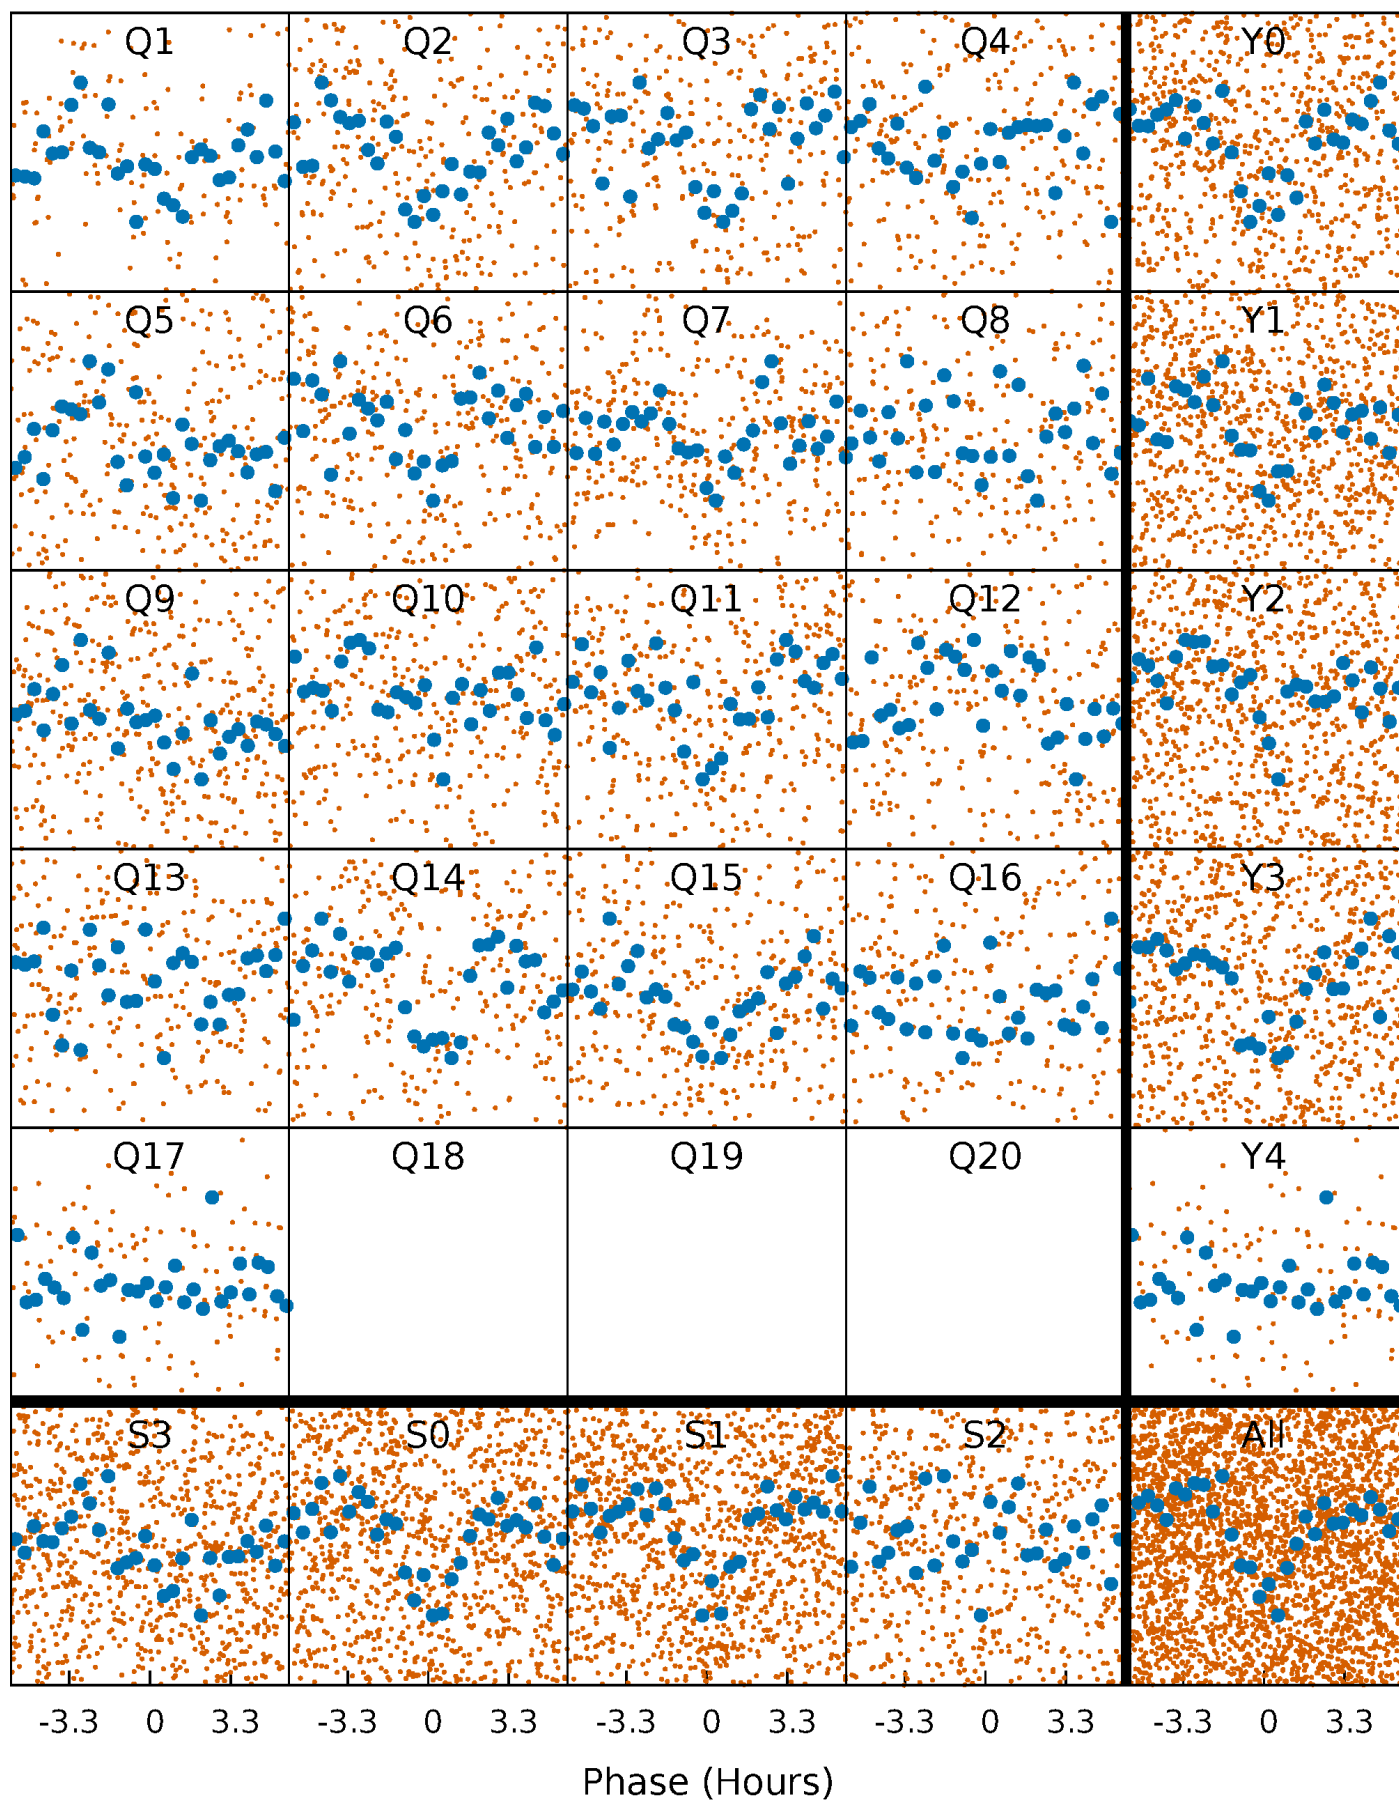 Q1 Q2 Q3 Q4 Y0
Q5 Q6 Q7 Q8 Y1
Q9 Q10 Q11 Q12 Y2
Q13 Q14 Q15 Q16 Y3
Q17 Q18 Q19 Q20 Y4
S3 S0 S1 S2 All
-3.3 0 3.3 -3.3 0 3.3 -3.3 0 3.3 -3.3 0 3.3 -3.3 0 3.3
Phase (Hours)